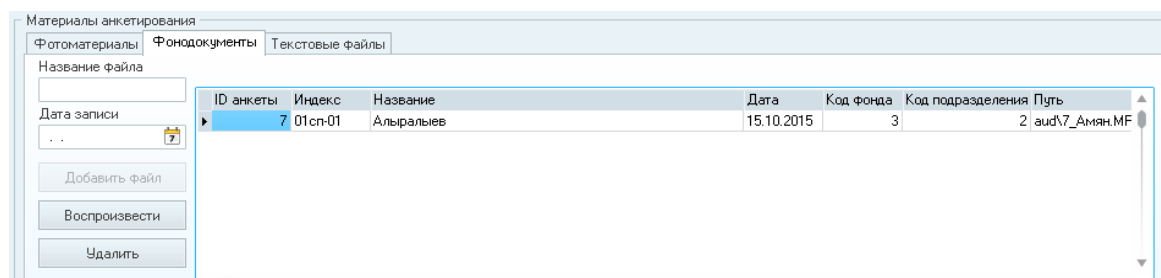 Материалы анкетирования
Фотоматериалы Фонодокументы Текстовые файлы
Название файла
ID анкеты Индекс Название Дата Код фонда Код подразделения Путь
Дата записи
7 01сп-01 Алыралыев 15.10.2015 3 2 aud\7_Амян.MF
. . 7
Добавить файл
Воспроизвести
Удалить